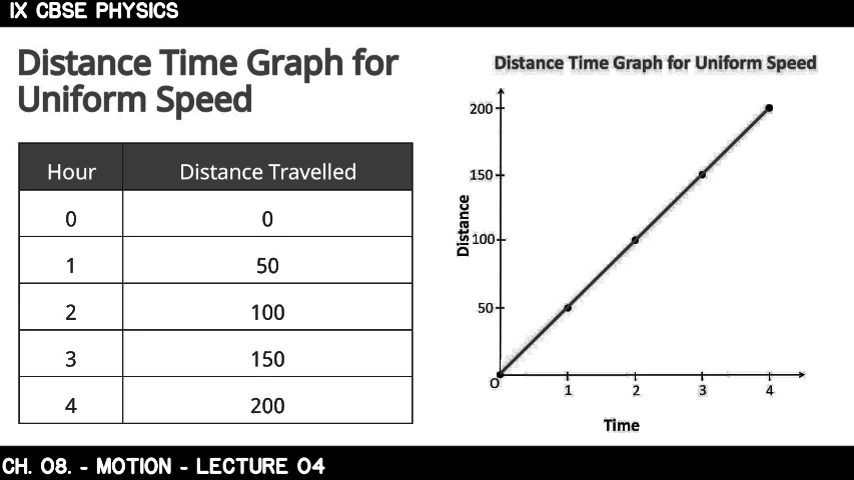 IX CBSE PHYSICS
Distance Time Graph for
Uniform Speed
Hour Distance Travelled
0 0
1 50
2 100
3 150
4 200
Distance Time Graph for Uniform Speed
200
150
100
50
Distance
O
1 2 3 4
Time
CH. 08. - MOTION - LECTURE 04